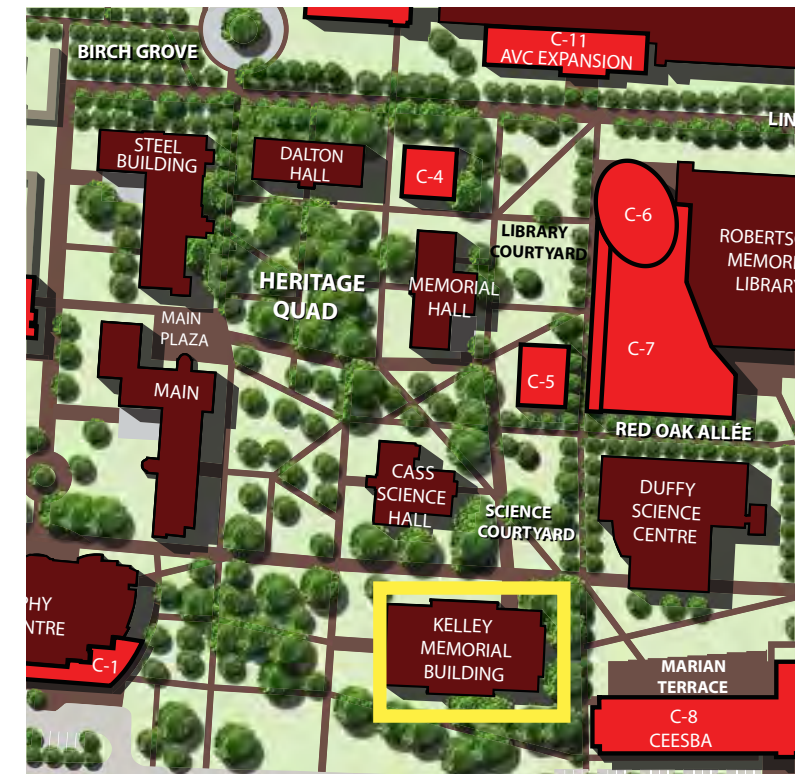 C-11
AVC EXPANSION
BIRCH GROVE
LIN
STEEL
BUILDING
DALTON
HALL
C-4
C-6
LIBRARY
COURTYARD
ROBERTS
MEMOR
LIBRAR
HERITAGE
QUAD
MEMORIAL
HALL
MAIN
PLAZA
C-7
MAIN
C-5
RED OAK ALLÉE
CASS
SCIENCE
HALL
DUFFY
SCIENCE
CENTRE
SCIENCE
COURTYARD
PHY
NTRE
C-1
KELLEY
MEMORIAL
BUILDING
MARIAN
TERRACE
C-8
CEESBA